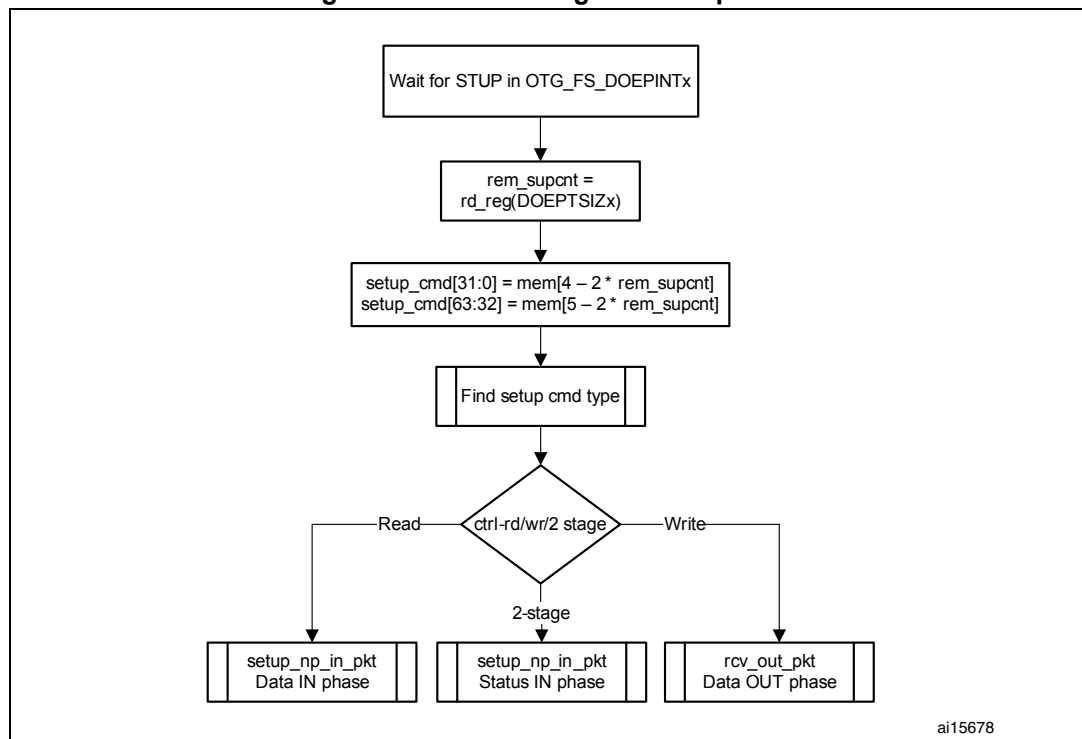 Wait for STUP in OTG_FS_DOEPINTx
rem_supcnt =
rd_reg(DOEPTSIZx)
setup_cmd[31:0] = mem[4 – 2 * rem_supcnt]
setup_cmd[63:32] = mem[5 – 2 * rem_supcnt]
Find setup cmd type
Read
ctrl-rd/wr/2 stage
Write
2-stage
setup_np_in_pkt
Data IN phase
setup_np_in_pkt
Status IN phase
rcv_out_pkt
Data OUT phase
ai15678